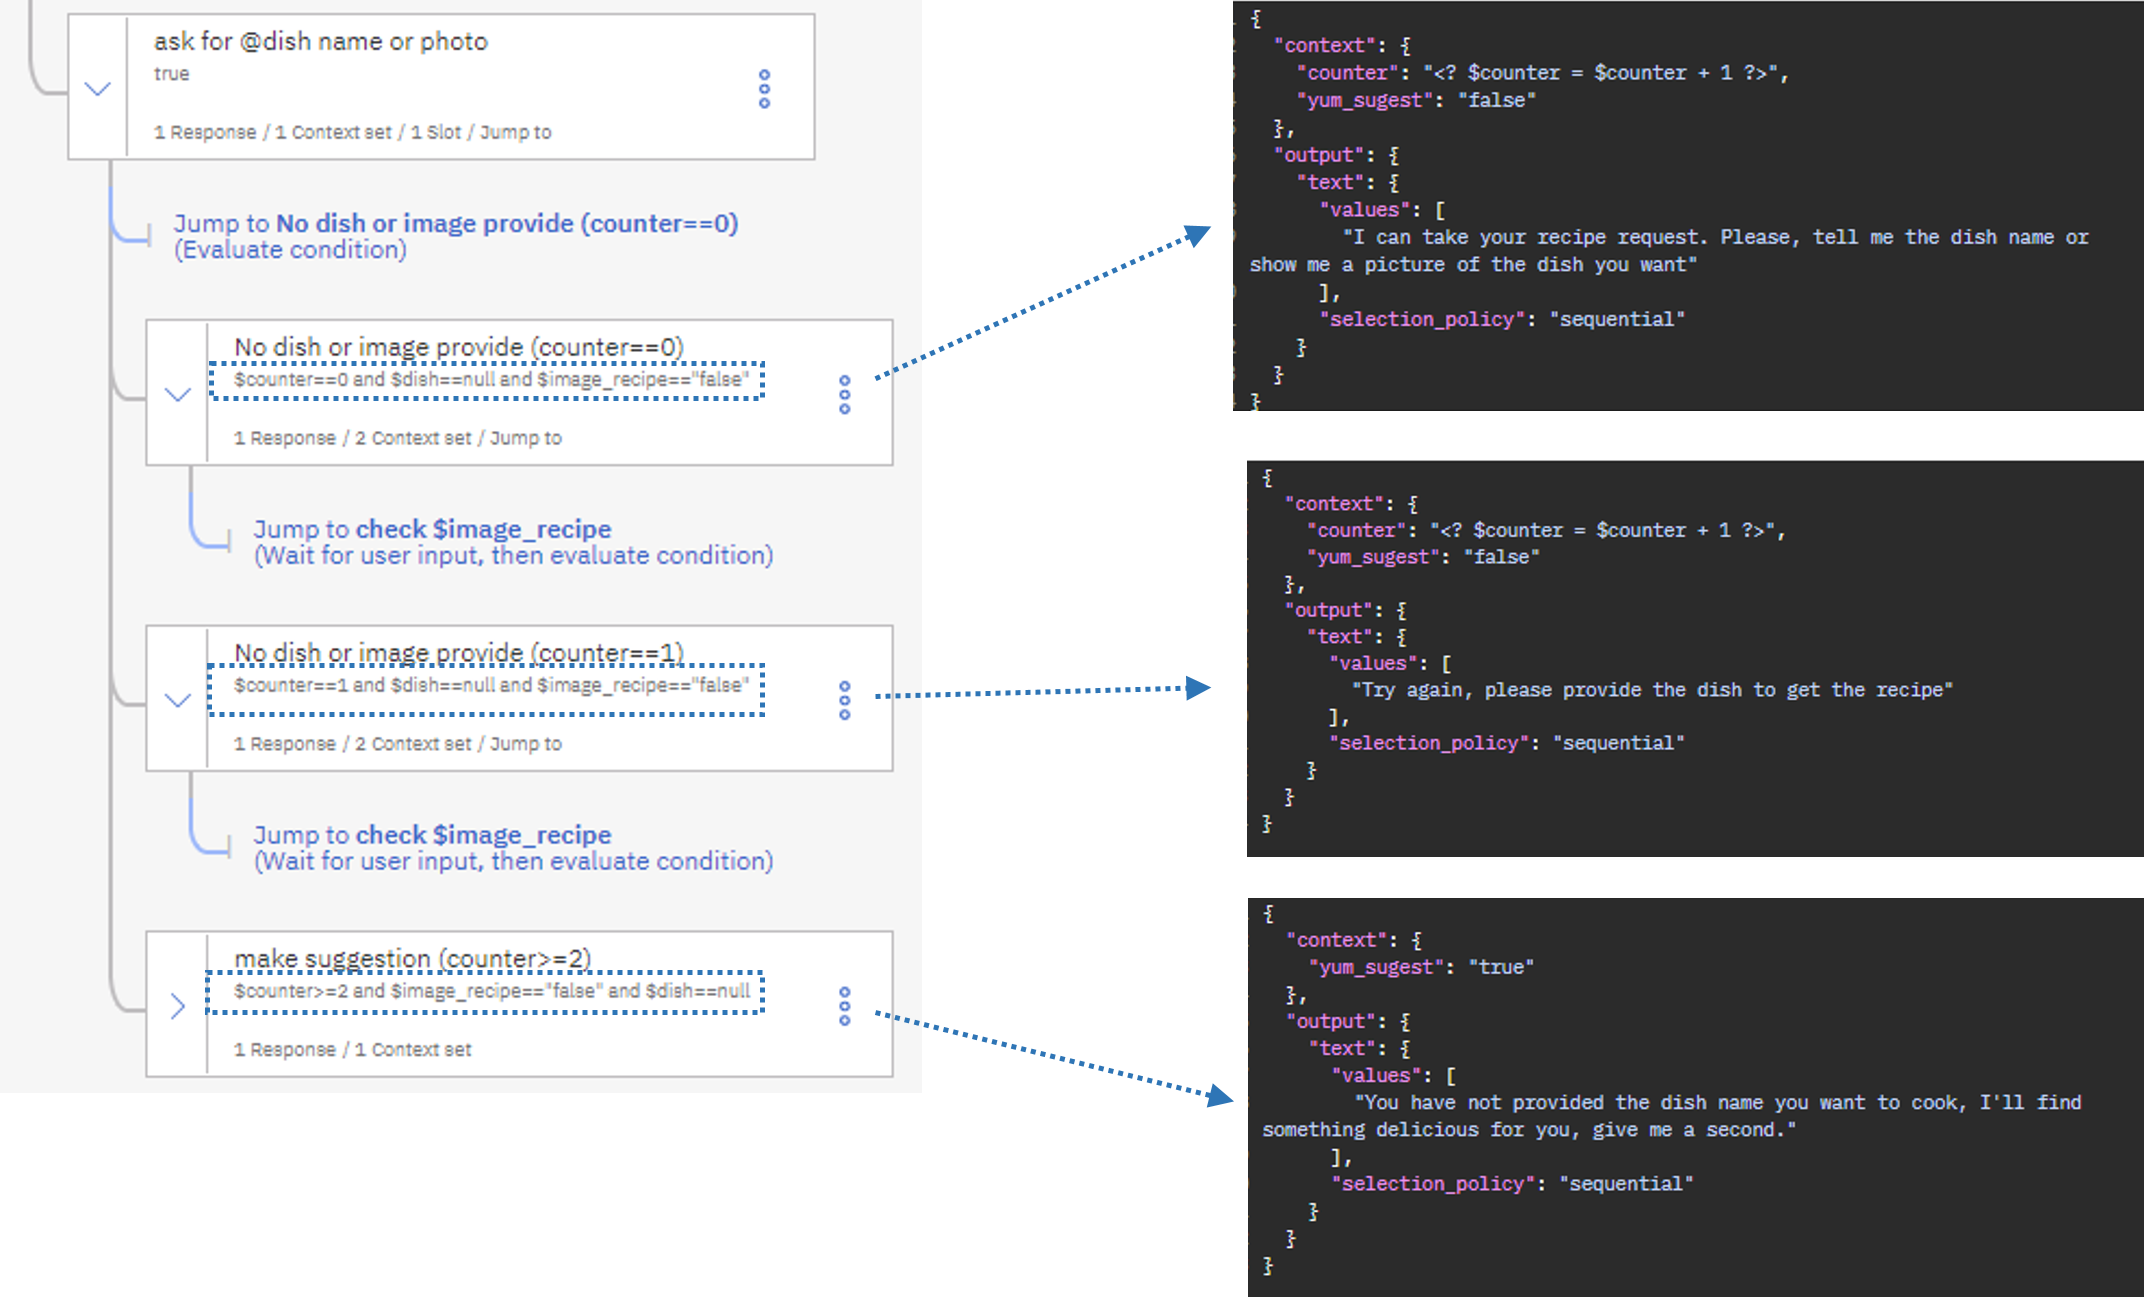 ask for @dish name or photo
true
1 Response / 1 Context set / 1 Slot / Jump to
Jump to No dish or image provide (counter==0)
(Evaluate condition)
No dish or image provide (counter==0)
$counter==0 and $dish==null and $image_recipe=="false"
1 Response / 2 Context set / Jump to
Jump to check $image_recipe
(Wait for user input, then evaluate condition)
No dish or image provide (counter==1)
$counter==1 and $dish==null and $image_recipe=="false"
1 Response / 2 Context set / Jump to
Jump to check $image_recipe
(Wait for user input, then evaluate condition)
make suggestion (counter>=2)
$counter>=2 and $image_recipe=="false" and $dish==null
1 Response / 1 Context set
{
"context": {
"counter": "<? $counter = $counter + 1 ?>",
"yum_sugest": "false"
},
"output": {
"text": {
"values": [
"I can take your recipe request. Please, tell me the dish name or
show me a picture of the dish you want"
],
"selection_policy": "sequential"
}
}
}
{
"context": {
"counter": "<? $counter = $counter + 1 ?>",
"yum_sugest": "false"
},
"output": {
"text": {
"values": [
"Try again, please provide the dish to get the recipe"
],
"selection_policy": "sequential"
}
}
}
{
"context": {
"yum_sugest": "true"
},
"output": {
"text": {
"values": [
"You have not provided the dish name you want to cook, I'll find
something delicious for you, give me a second."
],
"selection_policy": "sequential"
}
}
}